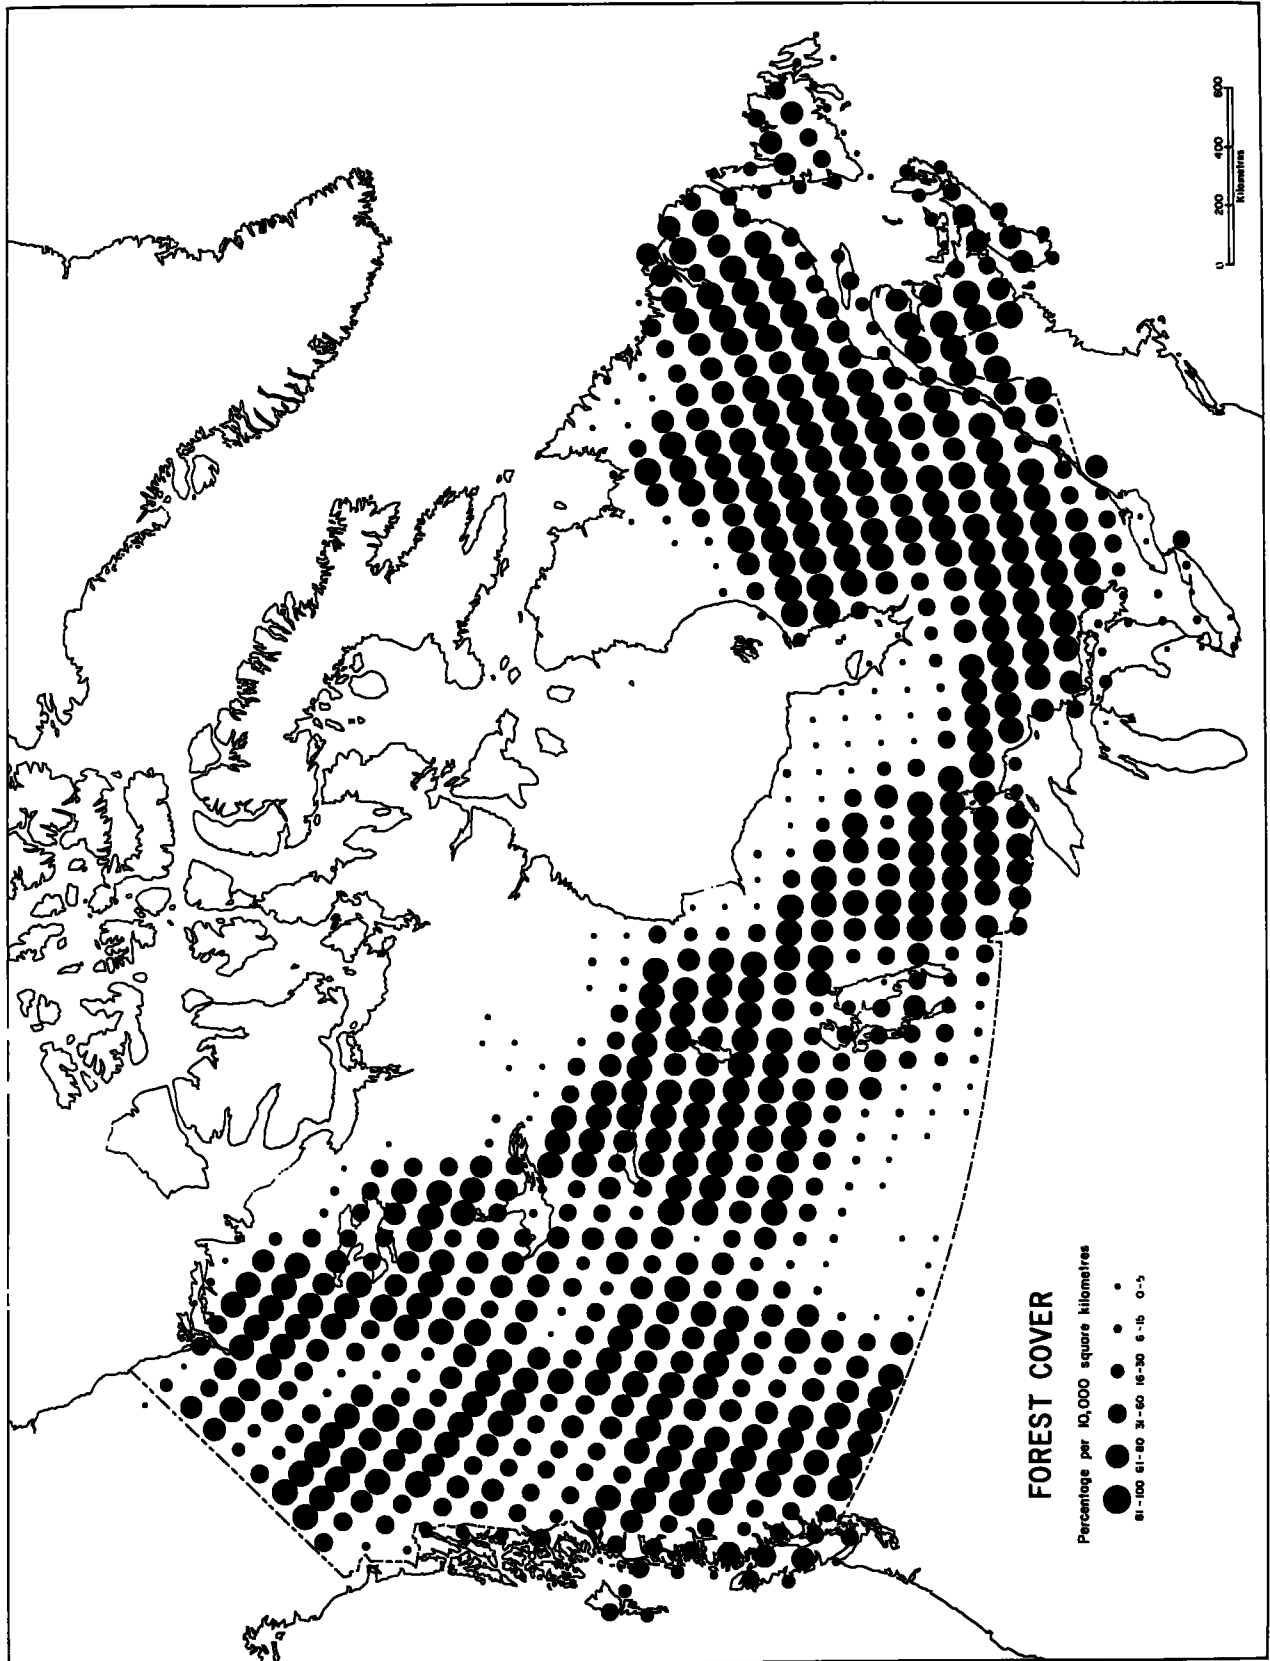 FOREST COVER
Percentage per 10,000 square kilometres
81-100 61-80 31-60 16-30 6-15 0-5
0 200 400 600
Kilometres